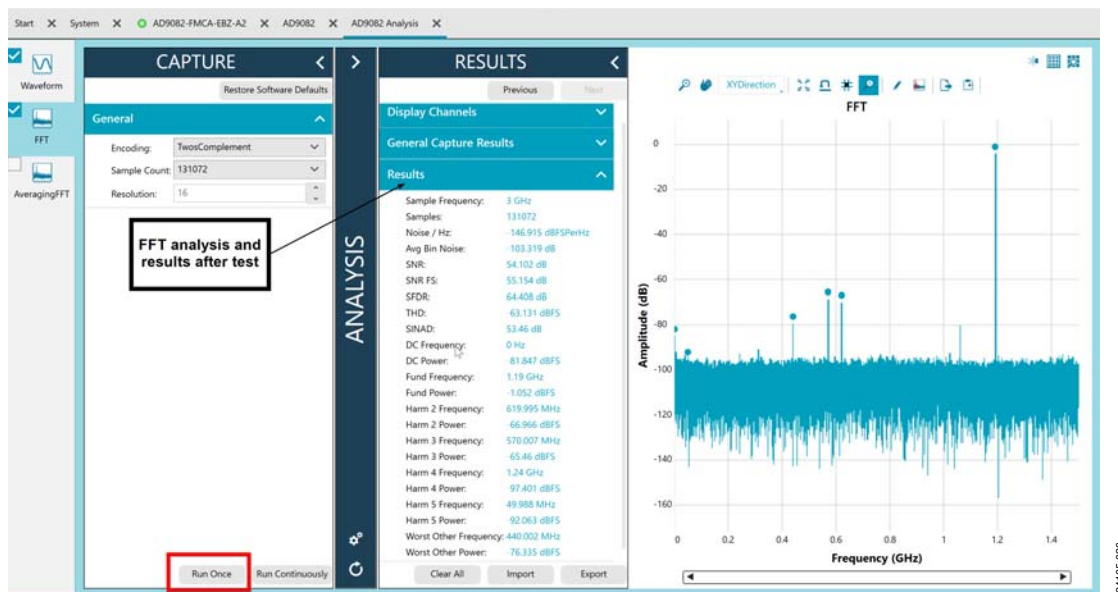 Start X System X AD9082-FMCA-EBZ-A2 X AD9082 X AD9082 Analysis X
Waveform
FFT
AveragingFFT
CAPTURE
Restore Software Defaults
General
Encoding: TwosComplement
Sample Count: 131072
Resolution: 16
FFT analysis and
results after test
Run Once Run Continuously
ANALYSIS
RESULTS
Previous Next
Display Channels
General Capture Results
Results
Sample Frequency: 3 GHz
Samples: 131072
Noise / Hz: -146.915 dBFSPerHz
Avg Bin Noise: -103.319 dB
SNR: 54.102 dB
SNR FS: 55.154 dB
SFDR: 64.408 dB
THD: -63.131 dBFS
SINAD: 53.46 dB
DC Frequency: 0 Hz
DC Power: -81.847 dBFS
Fund Frequency: 1.19 GHz
Fund Power: -1.052 dBFS
Harm 2 Frequency: 619.995 MHz
Harm 2 Power: -66.966 dBFS
Harm 3 Frequency: 570.007 MHz
Harm 3 Power: -65.46 dBFS
Harm 4 Frequency: 1.24 GHz
Harm 4 Power: -97.401 dBFS
Harm 5 Frequency: 49.988 MHz
Harm 5 Power: -92.063 dBFS
Worst Other Frequency: 440.002 MHz
Worst Other Power: -76.335 dBFS
Clear All Import Export
XYDirection
FFT
Amplitude (dB)
0
-20
-40
-60
-80
-100
-120
-140
-160
0 0.2 0.4 0.6 0.8 1 1.2 1.4
Frequency (GHz)